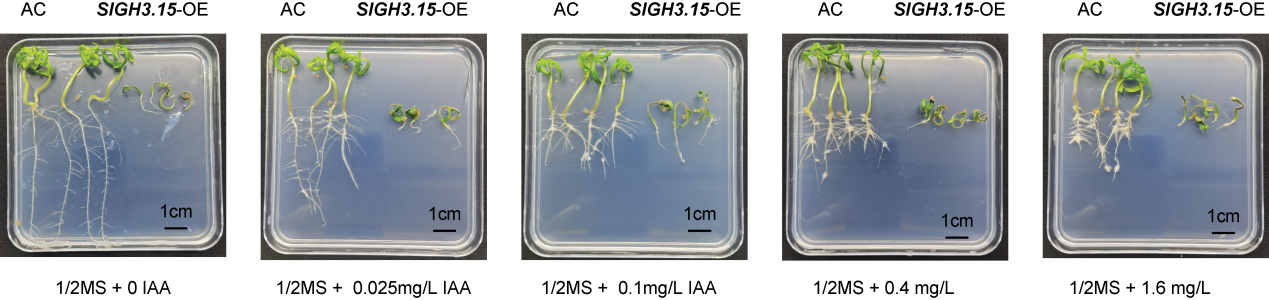 AC SlGH3.15-OE AC SlGH3.15-OE AC SlGH3.15-OE AC SlGH3.15-OE AC SlGH3.15-OE
1cm 1cm 1cm 1cm 1cm
1/2MS + 0 IAA 1/2MS + 0.025mg/L IAA 1/2MS + 0.1mg/L IAA 1/2MS + 0.4 mg/L 1/2MS + 1.6 mg/L